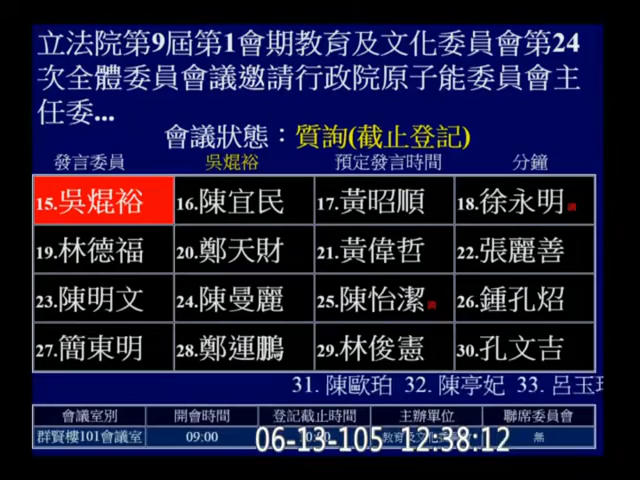 立法院第9屆第1會期教育及文化委員會第24
次全體委員會議邀請行政院原子能委員會主
任委...
會議狀態：質詢(截止登記)
發言委員 吳焜裕 預定發言時間 分鐘
15.吳焜裕 16.陳宜民 17.黃昭順 18.徐永明
19.林德福 20.鄭天財 21.黃偉哲 22.張麗善
23.陳明文 24.陳曼麗 25.陳怡潔 26.鍾孔炤
27.簡東明 28.鄭運鵬 29.林俊憲 30.孔文吉
31. 陳歐珀 32. 陳亭妃 33. 呂玉
會議室別 開會時間 登記截止時間 主辦單位 聯席委員會
群賢樓101會議室 09:00 教育及文化 無
06-13-105 12:38:12